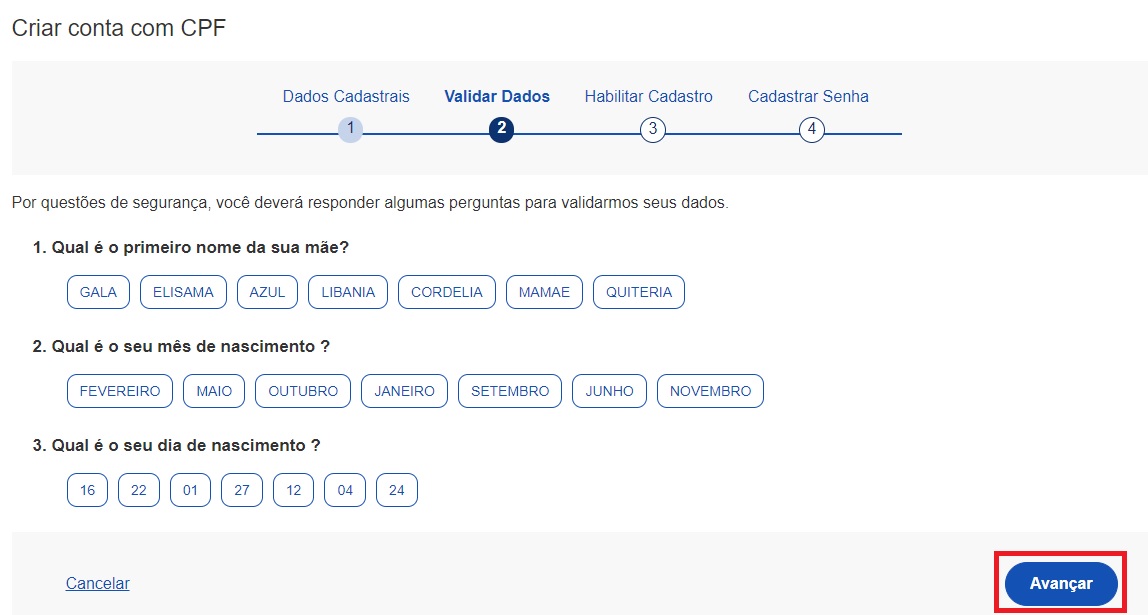 Criar conta com CPF
Dados Cadastrais Validar Dados Habilitar Cadastro Cadastrar Senha
1 2 3 4
Por questões de segurança, você deverá responder algumas perguntas para validarmos seus dados.
1. Qual é o primeiro nome da sua mãe?
GALA ELISAMA AZUL LIBANIA CORDELIA MAMAE QUITERIA
2. Qual é o seu mês de nascimento ?
FEVEREIRO MAIO OUTUBRO JANEIRO SETEMBRO JUNHO NOVEMBRO
3. Qual é o seu dia de nascimento ?
16 22 01 27 12 04 24
Cancelar Avançar